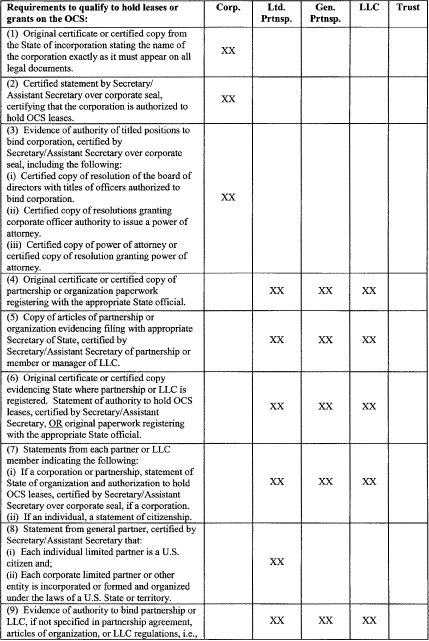 Requirements to qualify to hold leases or grants on the OCS: Corp. Ltd. Prtnsp. Gen. Prtnsp. LLC Trust
(1) Original certificate or certified copy from
the State of incorporation stating the name of
the corporation exactly as it must appear on all
legal documents.
XX
(2) Certified statement by Secretary/
Assistant Secretary over corporate seal,
certifying that the corporation is authorized to
hold OCS leases.
XX
(3) Evidence of authority of titled positions to
bind corporation, certified by
Secretary/Assistant Secretary over corporate
seal, including the following:
(i) Certified copy of resolution of the board of
directors with titles of officers authorized to
bind corporation.
(ii) Certified copy of resolutions granting
corporate officer authority to issue a power of
attorney.
(iii) Certified copy of power of attorney or
certified copy of resolution granting power of
attorney.
XX
(4) Original certificate or certified copy of
partnership or organization paperwork
registering with the appropriate State official.
XX XX XX
(5) Copy of articles of partnership or
organization evidencing filing with appropriate
Secretary of State, certified by
Secretary/Assistant Secretary of partnership or
member or manager of LLC.
XX XX XX
(6) Original certificate or certified copy
evidencing State where partnership or LLC is
registered. Statement of authority to hold OCS
leases, certified by Secretary/Assistant
Secretary, OR original paperwork registering
with the appropriate State official.
XX XX XX
(7) Statements from each partner or LLC
member indicating the following:
(i) If a corporation or partnership, statement of
State of organization and authorization to hold
OCS leases, certified by Secretary/Assistant
Secretary over corporate seal, if a corporation.
(ii) If an individual, a statement of citizenship.
XX XX XX
(8) Statement from general partner, certified by
Secretary/Assistant Secretary that:
(i) Each individual limited partner is a U.S.
citizen and;
(ii) Each corporate limited partner or other
entity is incorporated or formed and organized
under the laws of a U.S. State or territory.
XX
(9) Evidence of authority to bind partnership or
LLC, if not specified in partnership agreement,
articles of organization, or LLC regulations, i.e.,
XX XX XX